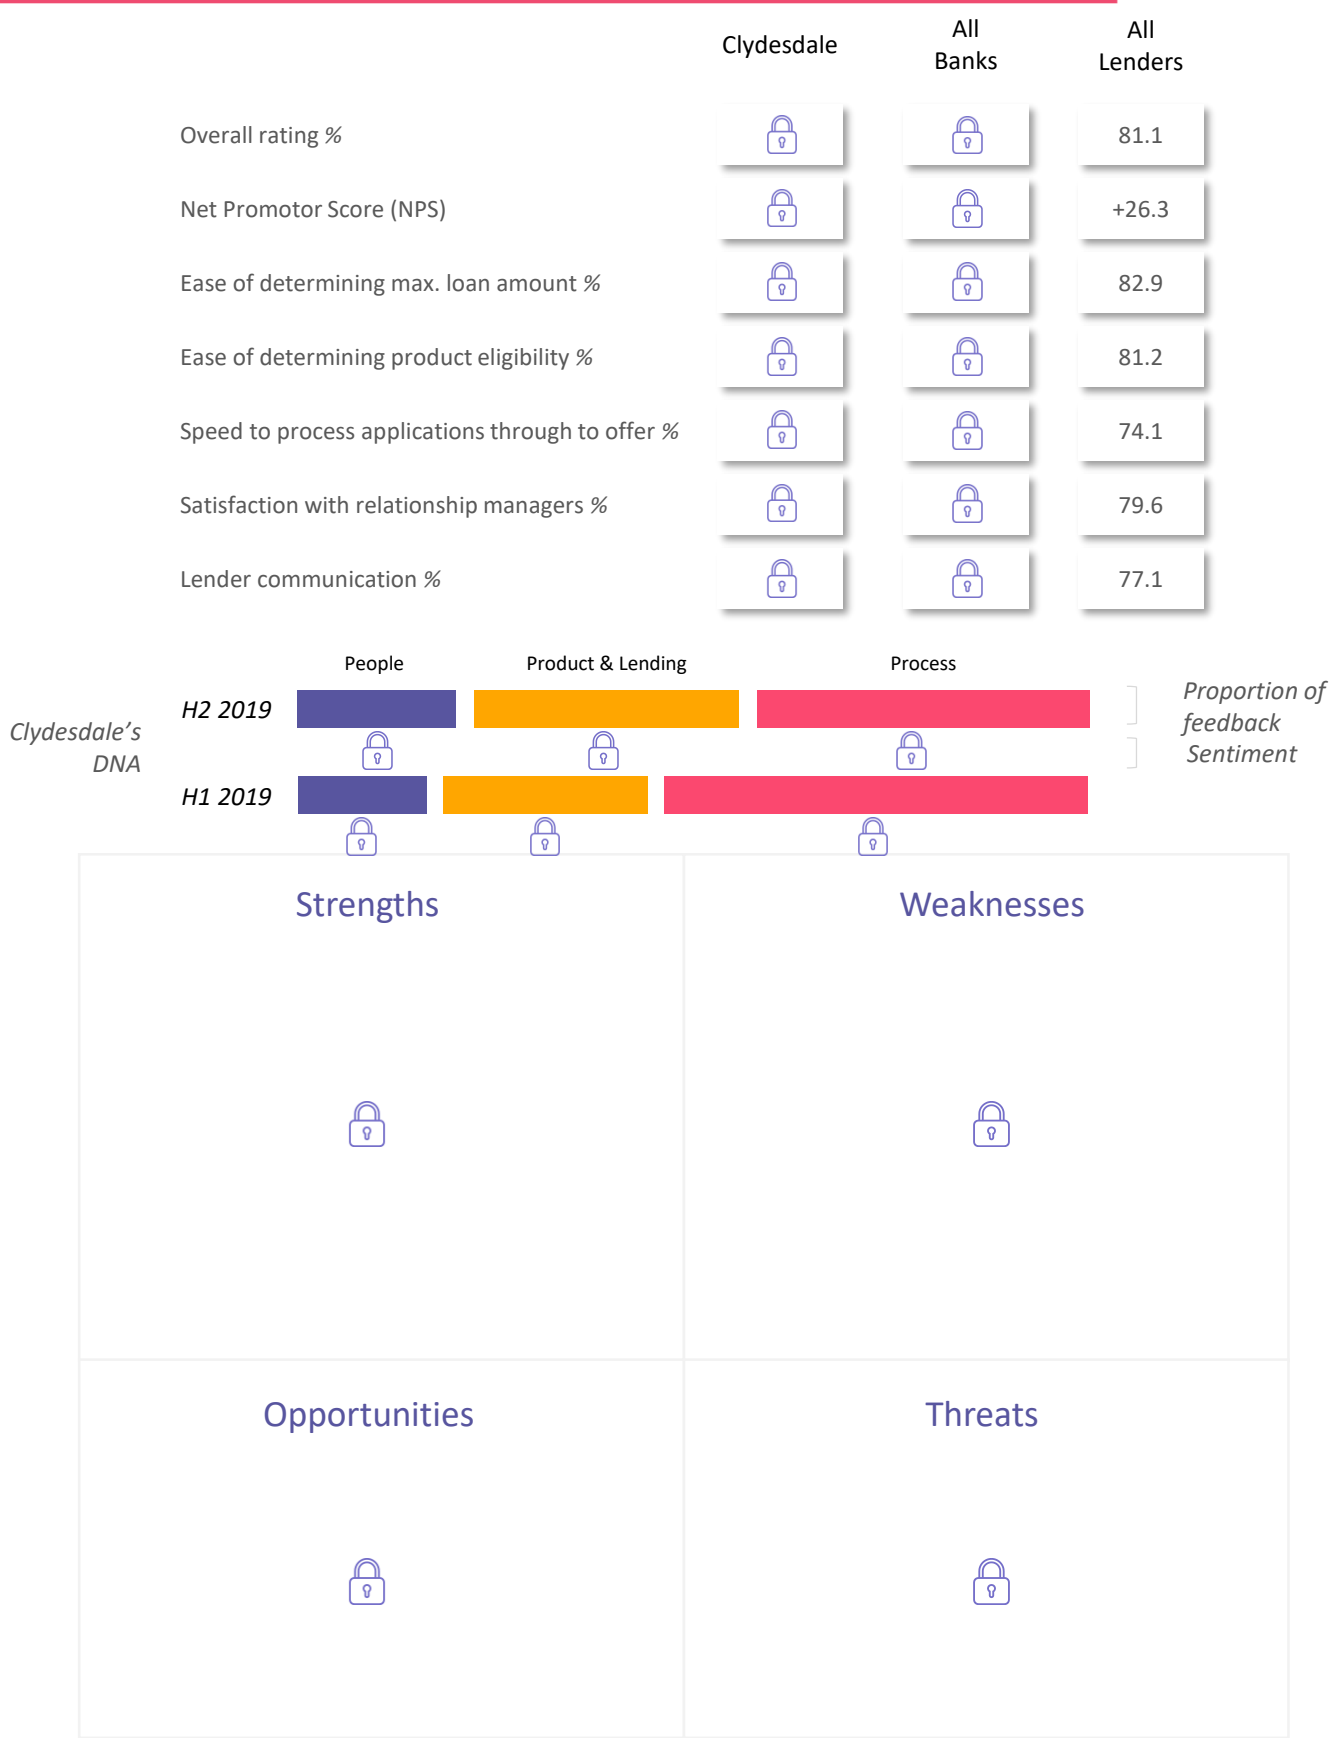 Clydesdale
All
Banks
All
Lenders
Overall rating %
81.1
Net Promotor Score (NPS)
+26.3
Ease of determining max. loan amount %
82.9
Ease of determining product eligibility %
81.2
Speed to process applications through to offer %
74.1
Satisfaction with relationship managers %
79.6
Lender communication %
77.1
People
Product & Lending
Process
Clydesdale's
DNA
H2 2019
Proportion of
feedback
Sentiment
H1 2019
Strengths
Weaknesses
Opportunities
Threats